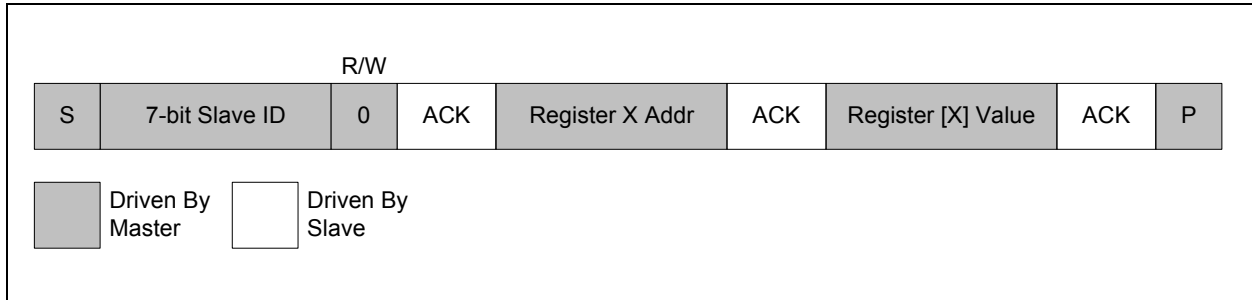 R/W
S 7-bit Slave ID 0 ACK Register X Addr ACK Register [X] Value ACK P
Driven By Driven By
Master Slave